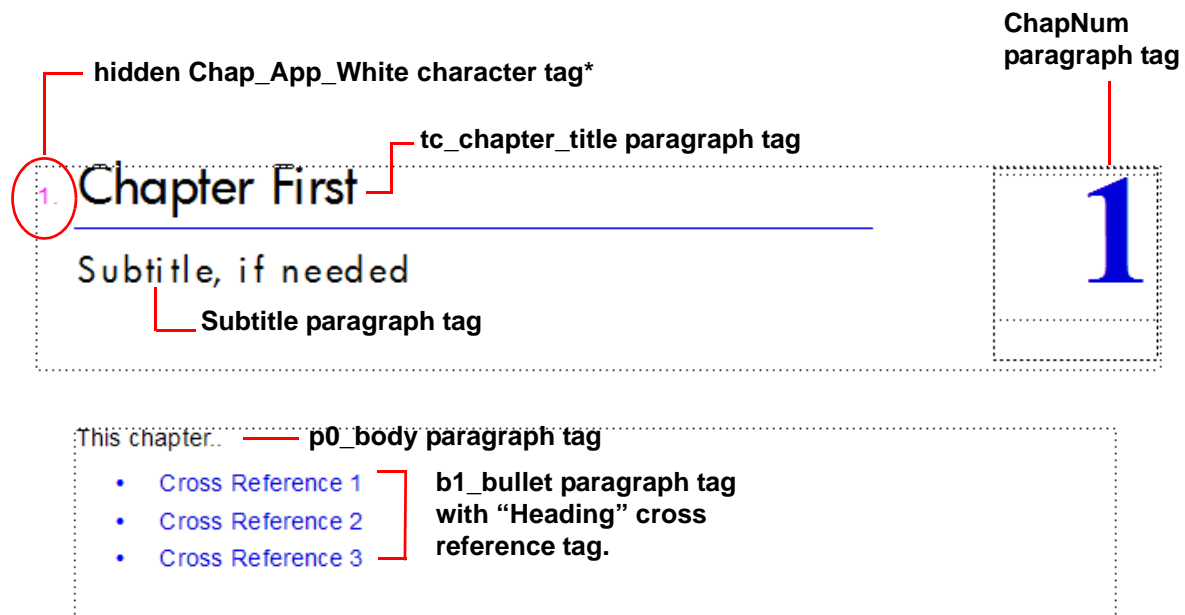 ChapNum
paragraph tag
hidden Chap_App_White character tag*
tc_chapter_title paragraph tag
1. Chapter First
1
Subtitle, if needed
Subtitle paragraph tag
This chapter.. p0_body paragraph tag
• Cross Reference 1
• Cross Reference 2
• Cross Reference 3
b1_bullet paragraph tag
with “Heading” cross
reference tag.